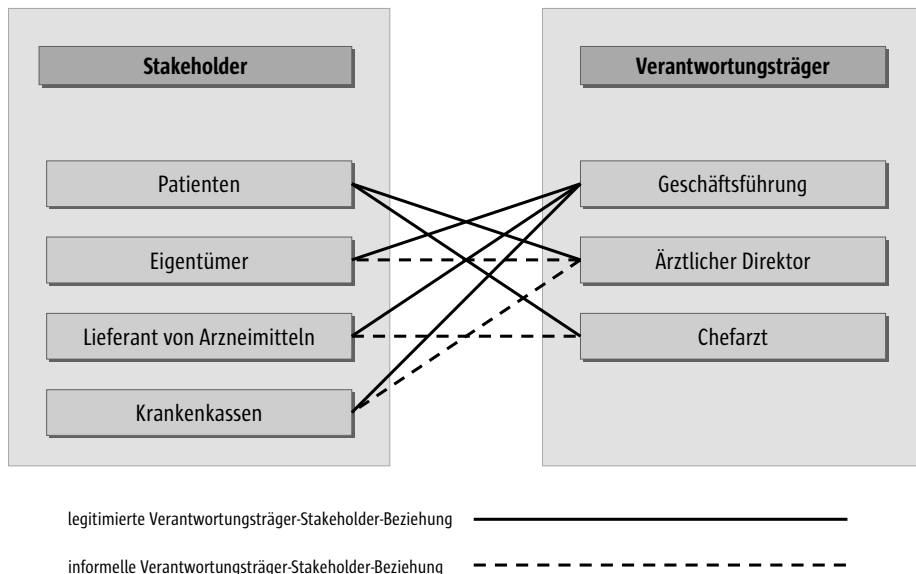 Stakeholder
Verantwortungsträger
Patienten
Geschäftsführung
Eigentümer
Ärztlicher Direktor
Lieferant von Arzneimitteln
Chefarzt
Krankenkassen
legitimierte Verantwortungsträger-Stakeholder-Beziehung
informelle Verantwortungsträger-Stakeholder-Beziehung